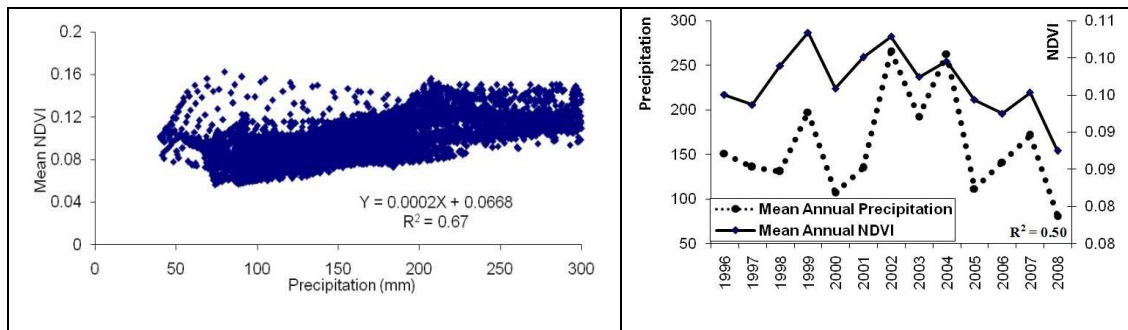 0.2
0.16
0.12
0.08
0.04
0
Mean NDVI
Y = 0.0002X + 0.0668
R² = 0.67
0 50 100 150 200 250 300
Precipitation (mm)
300
250
200
150
100
50
Precipitation
NDVI
0.11
0.10
0.10
0.09
0.09
0.08
0.08
Mean Annual Precipitation
Mean Annual NDVI
R² = 0.50
1996 1997 1998 1999 2000 2001 2002 2003 2004 2005 2006 2007 2008